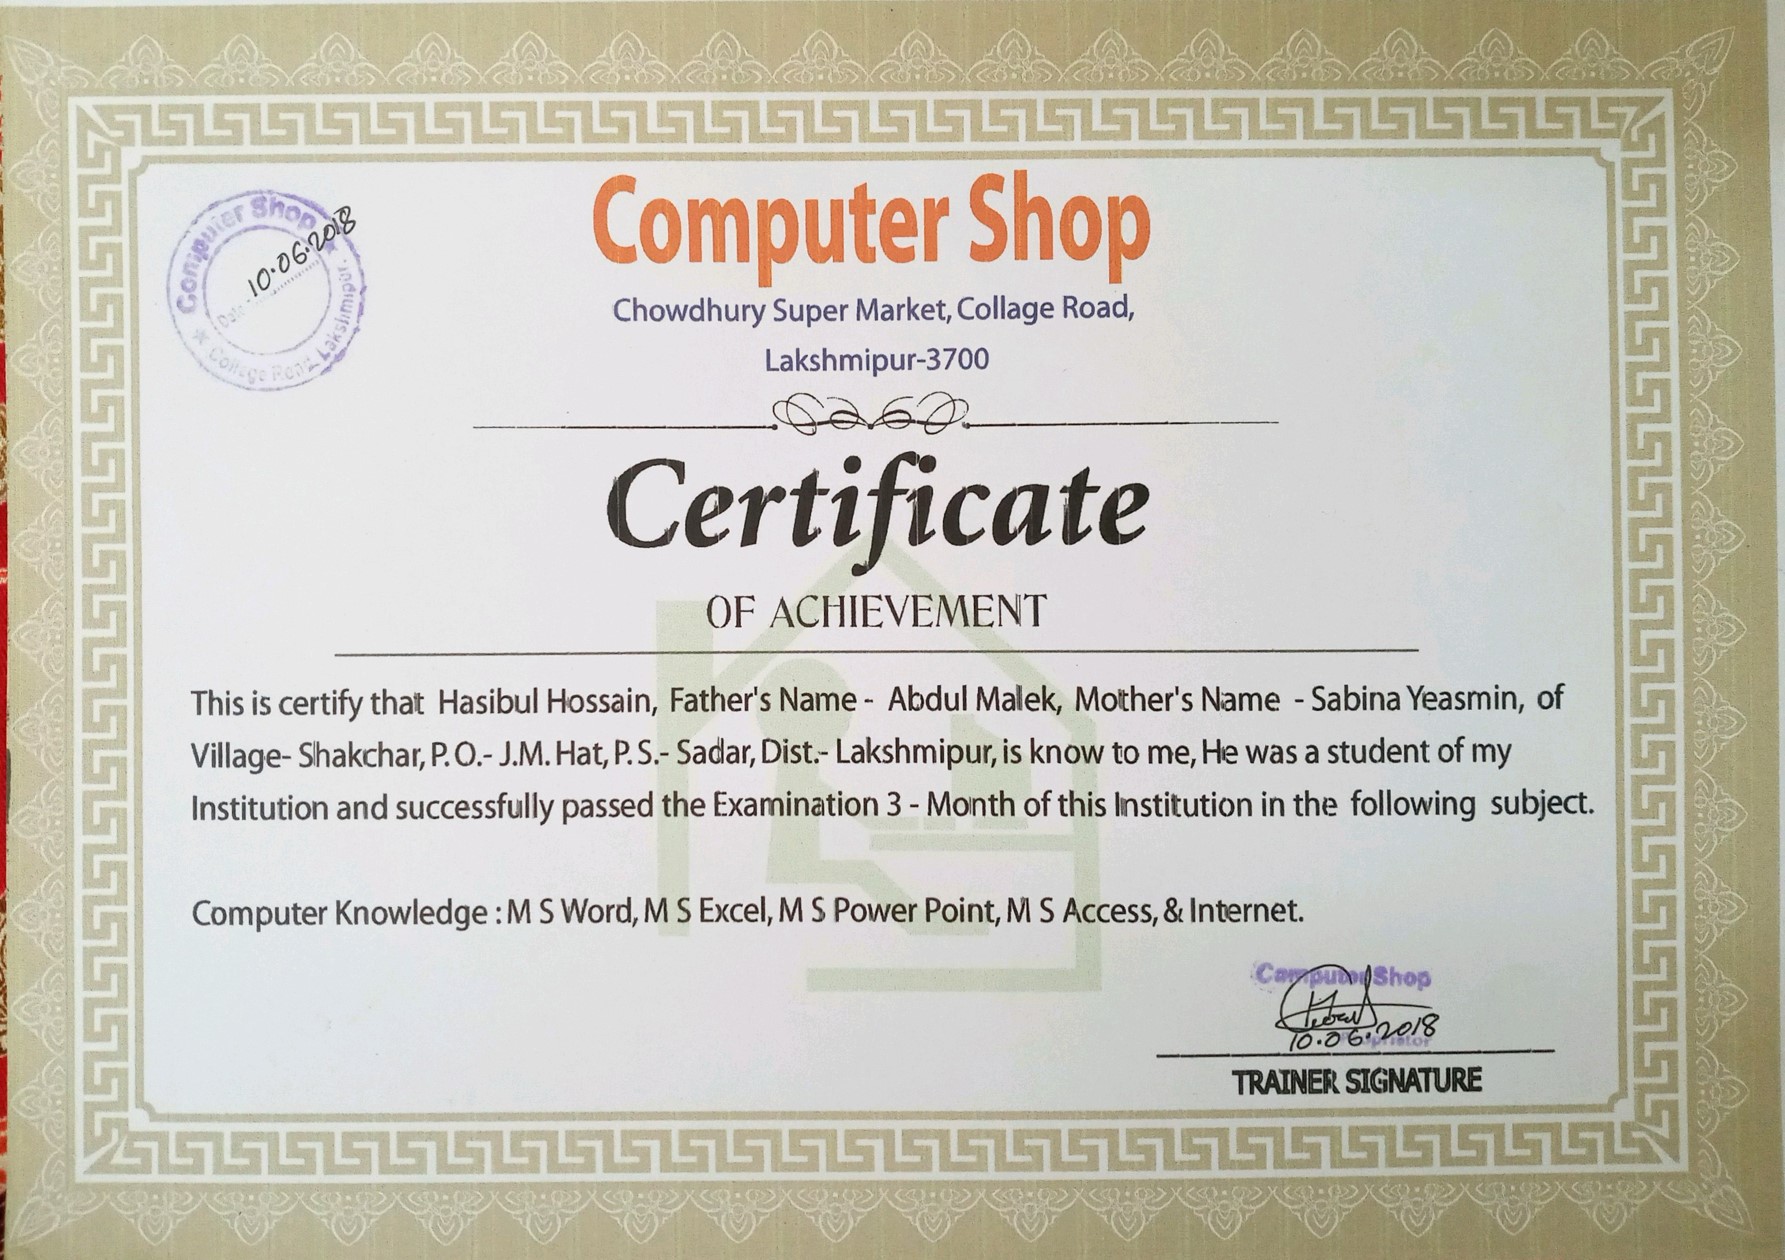 Computer Shop
Date 10.06.2018
College Road, Lakshmipur.
Computer Shop
Chowdhury Super Market, Collage Road,
Lakshmipur-3700
Certificate
OF ACHIEVEMENT
This is certify that Hasibul Hossain, Father's Name - Abdul Malek, Mother's Name - Sabina Yeasmin, of
Village- Shakchar, P.O.- J.M. Hat, P.S.- Sadar, Dist.- Lakshmipur, is know to me, He was a student of my
Institution and successfully passed the Examination 3 - Month of this Institution in the following subject.
Computer Knowledge : M S Word, M S Excel, M S Power Point, M S Access, & Internet.
Computer Shop
10.06.2018
Proprietor
TRAINER SIGNATURE